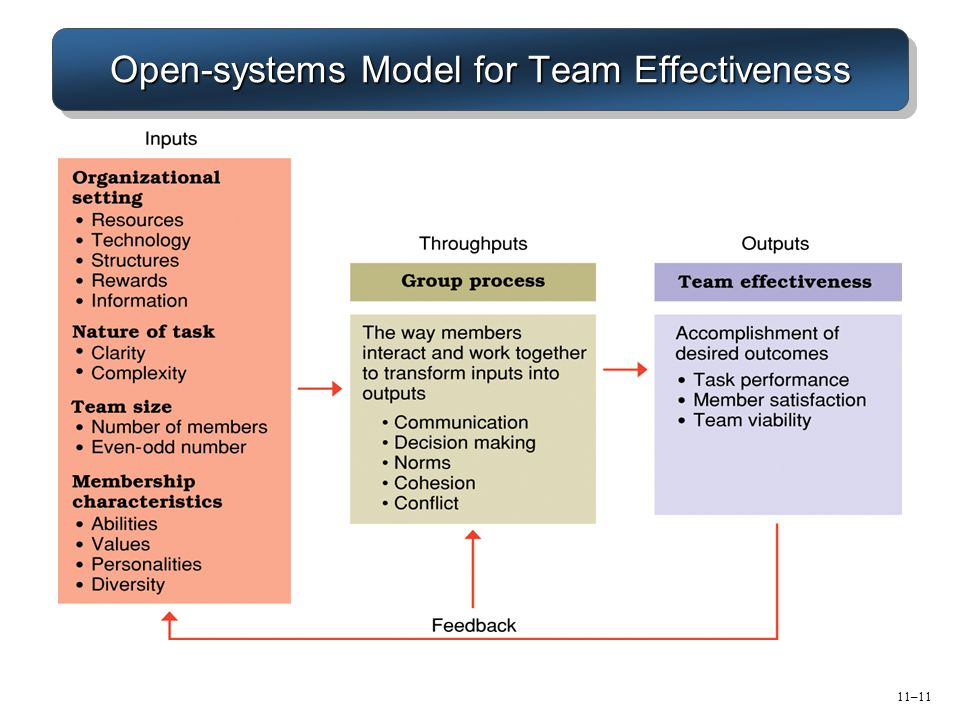 Open-systems Model for Team Effectiveness
Inputs
Organizational
setting
• Resources
• Technology
• Structures
• Rewards
• Information
Nature of task
• Clarity
• Complexity
Team size
• Number of members
• Even-odd number
Membership
characteristics
• Abilities
• Values
• Personalities
• Diversity
Throughputs
Group process
The way members
interact and work together
to transform inputs into
outputs
• Communication
• Decision making
• Norms
• Cohesion
• Conflict
Outputs
Team effectiveness
Accomplishment of
desired outcomes
• Task performance
• Member satisfaction
• Team viability
Feedback
11–11